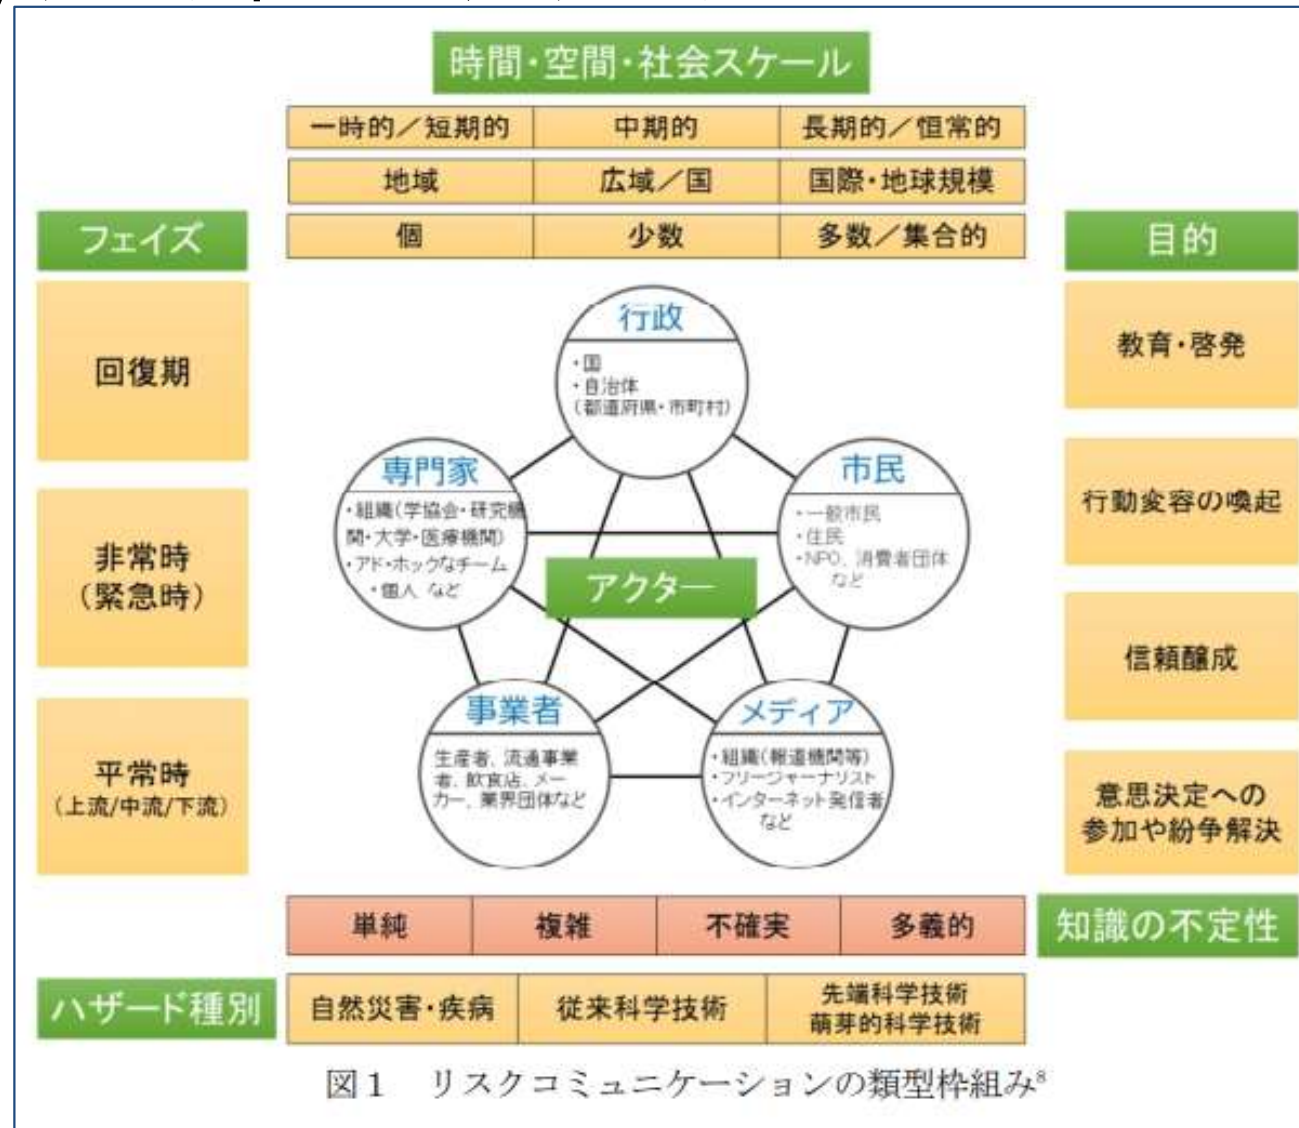 時間・空間・社会スケール
一時的／短期的 中期的 長期的／恒常的
地域 広域／国 国際・地球規模
個 少数 多数／集合的
フェイズ
回復期
非常時
（緊急時）
平常時
（上流/中流/下流）
行政
・国
・自治体
（都道府県・市町村）
専門家
・組織（学協会・研究機
関・大学・医療機関）
・アド・ホックなチーム
・個人 など
市民
・一般市民
・住民
・NPO、消費者団体
など
アクター
事業者
生産者、流通事業
者、飲食店、メー
カー、業界団体など
メディア
・組織（報道機関等）
・フリージャーナリスト
・インターネット発信者
など
目的
教育・啓発
行動変容の喚起
信頼醸成
意思決定への
参加や紛争解決
単純 複雑 不確実 多義的
知識の不定性
ハザード種別
自然災害・疾病 従来科学技術
先端科学技術
萌芽的科学技術
図１ リスクコミュニケーションの類型枠組み⁸